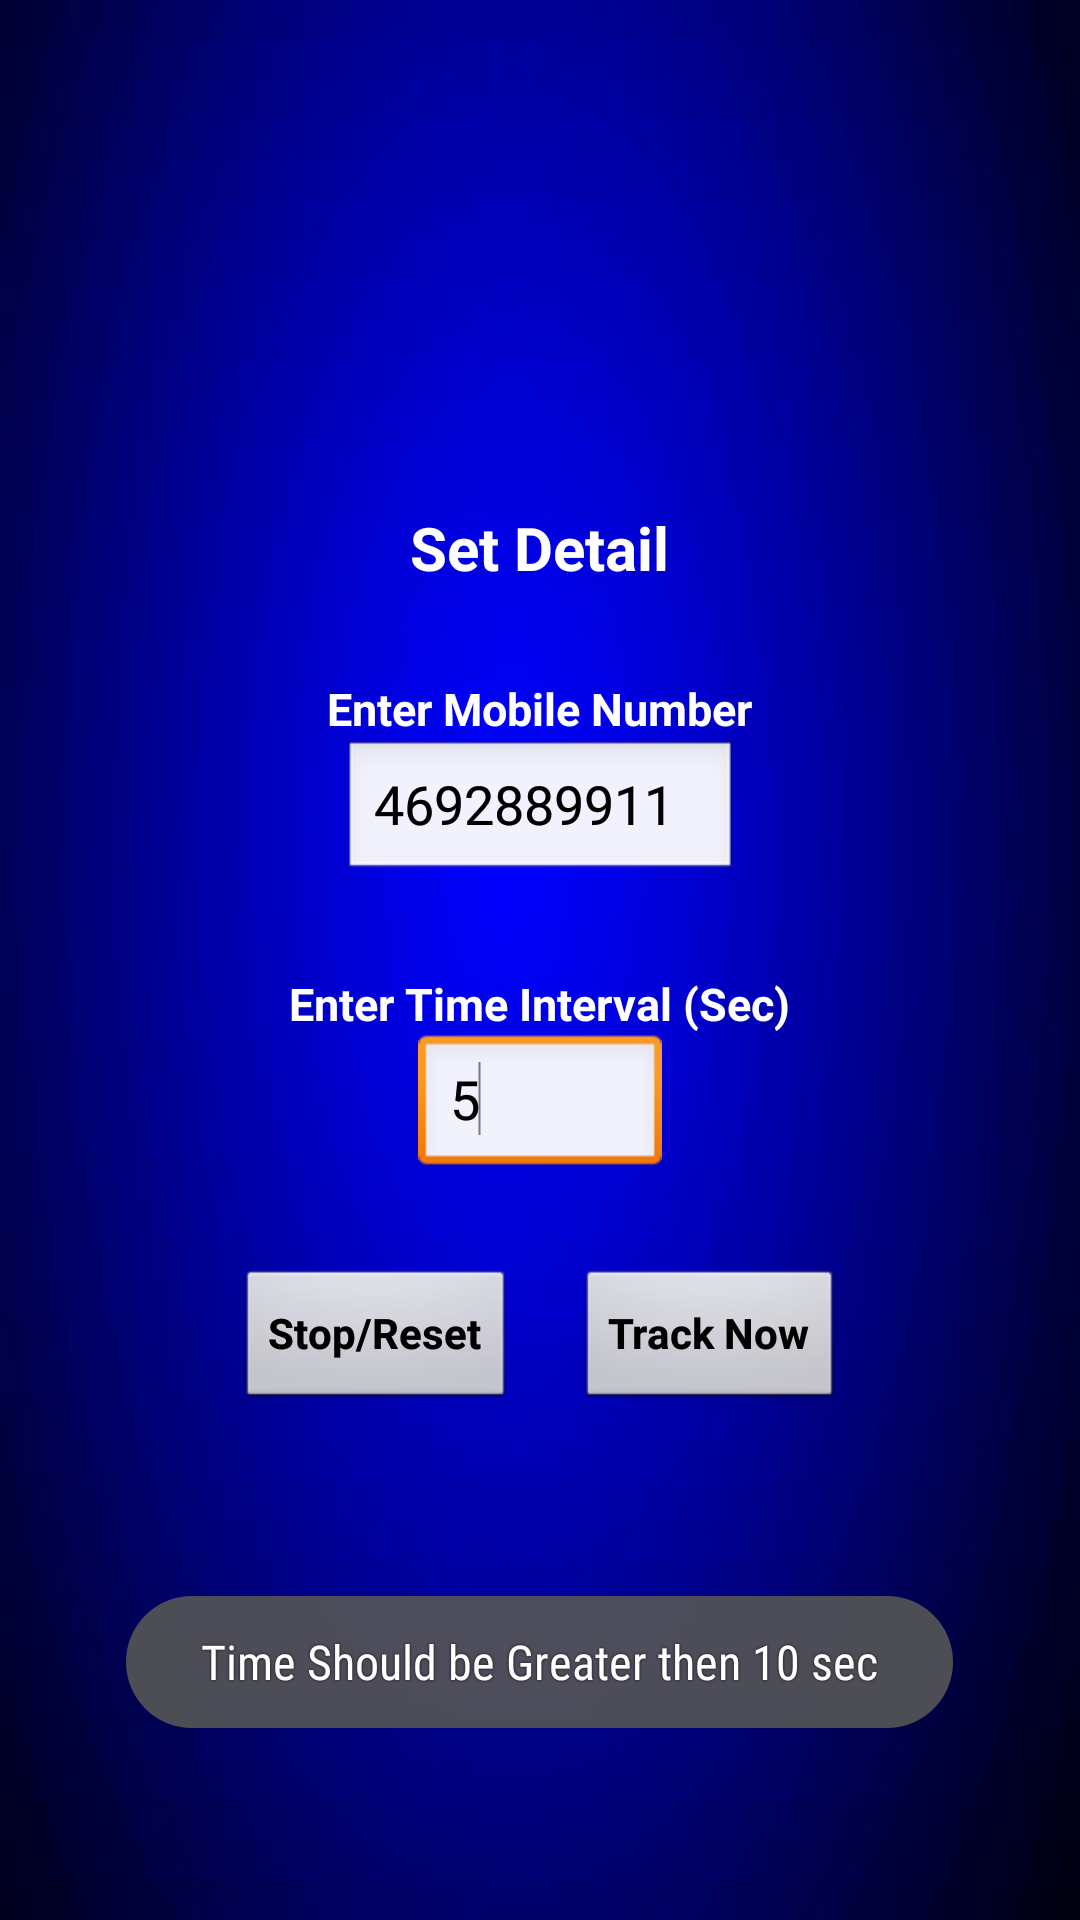 Set Detail
Enter Mobile Number
4692889911
Enter Time Interval (Sec)
5
Stop/Reset Track Now
Time Should be Greater then 10 sec